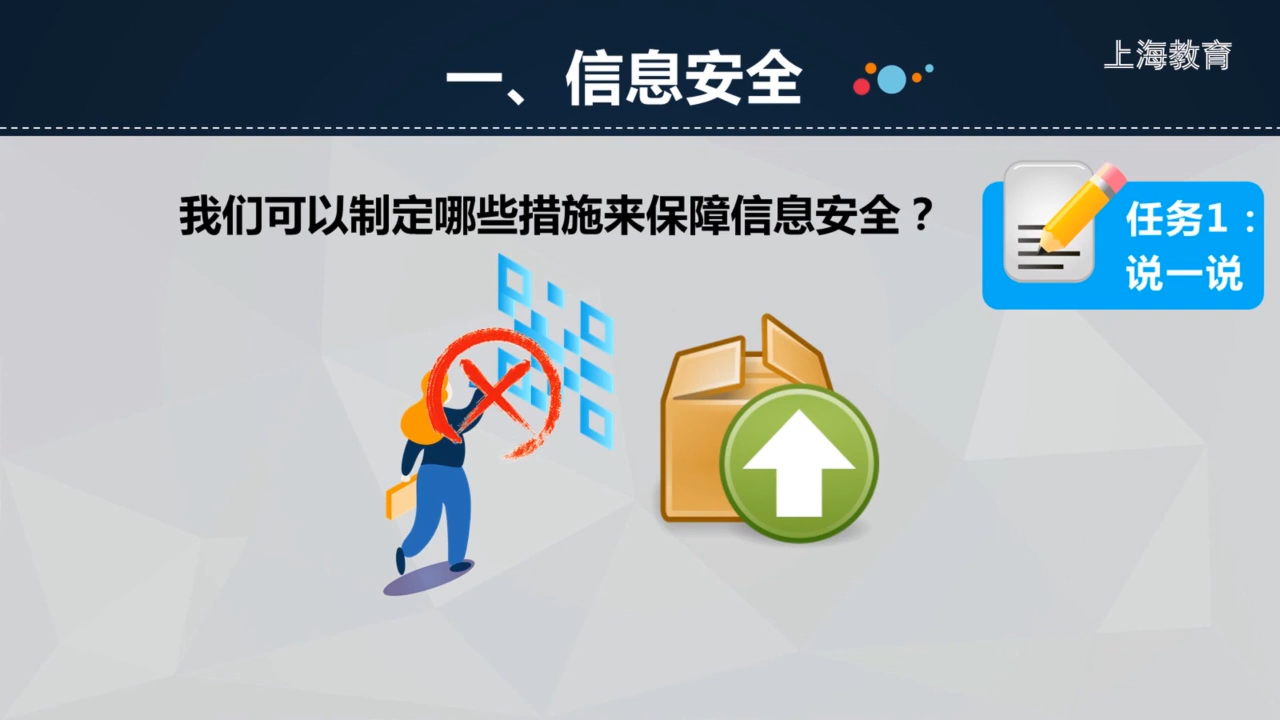 一、信息安全
上海教育
我们可以制定哪些措施来保障信息安全？
任务1：
说一说